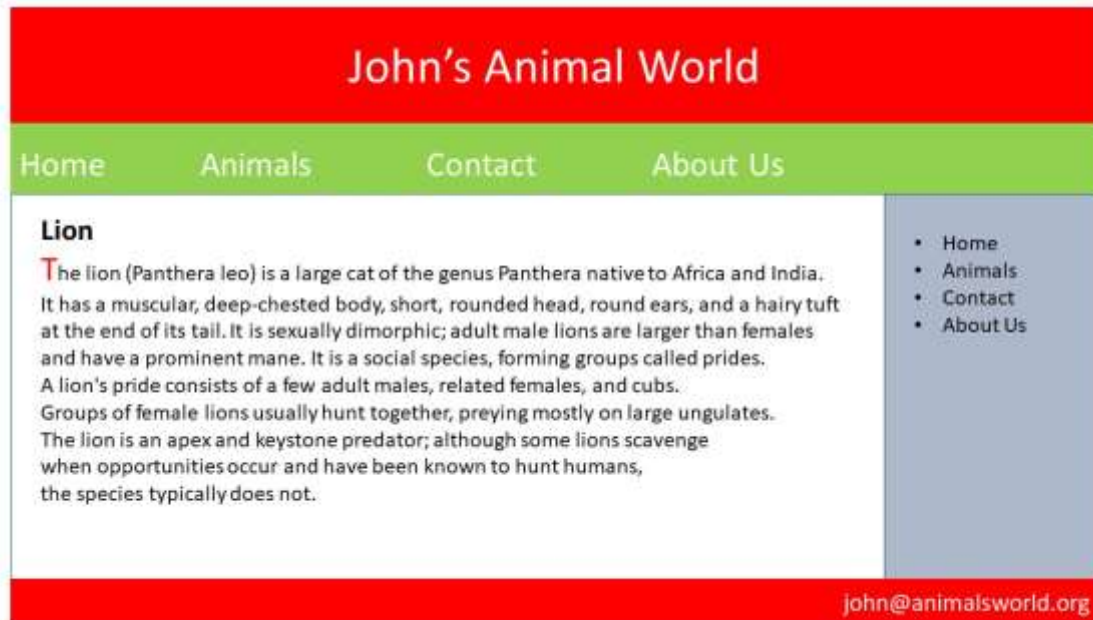 John’s Animal World
Home Animals Contact About Us
Lion
The lion (Panthera leo) is a large cat of the genus Panthera native to Africa and India.
It has a muscular, deep-chested body, short, rounded head, round ears, and a hairy tuft
at the end of its tail. It is sexually dimorphic; adult male lions are larger than females
and have a prominent mane. It is a social species, forming groups called prides.
A lion's pride consists of a few adult males, related females, and cubs.
Groups of female lions usually hunt together, preying mostly on large ungulates.
The lion is an apex and keystone predator; although some lions scavenge
when opportunities occur and have been known to hunt humans,
the species typically does not.
• Home
• Animals
• Contact
• About Us
john@animalsworld.org